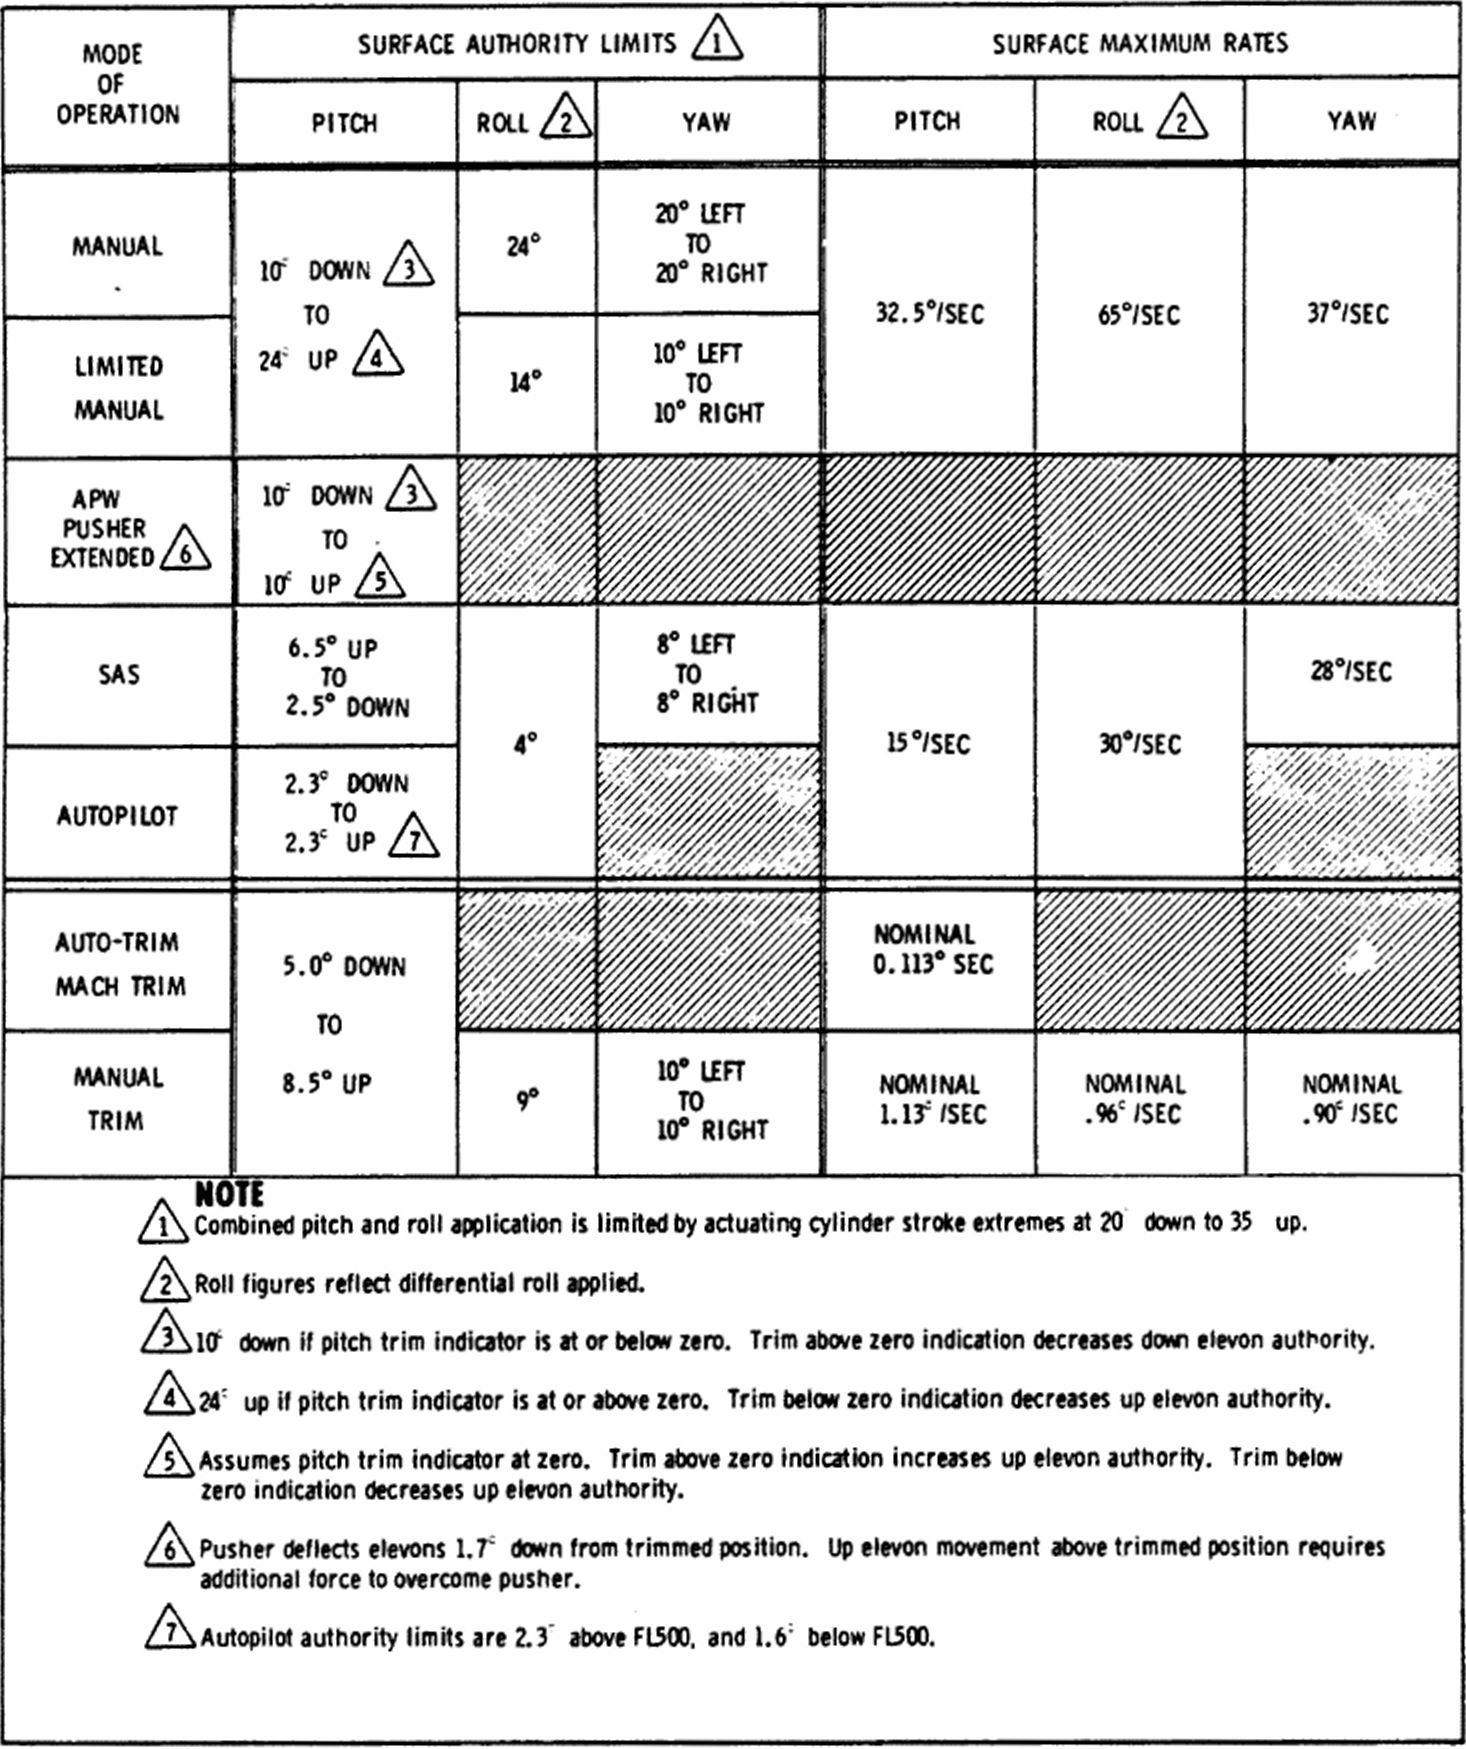 MODE
OF
OPERATION
SURFACE AUTHORITY LIMITS 1
SURFACE MAXIMUM RATES
PITCH
ROLL 2
YAW
PITCH
ROLL 2
YAW
MANUAL
10° DOWN 3
TO
24° UP 4
24°
20° LEFT
TO
20° RIGHT
32.5°/SEC
65°/SEC
37°/SEC
LIMITED
MANUAL
14°
10° LEFT
TO
10° RIGHT
APW
PUSHER
EXTENDED 6
10° DOWN 3
TO
10° UP 5
SAS
6.5° UP
TO
2.5° DOWN
4°
8° LEFT
TO
8° RIGHT
15°/SEC
30°/SEC
28°/SEC
AUTOPILOT
2.3° DOWN
TO
2.3° UP 7
AUTO-TRIM
MACH TRIM
5.0° DOWN
TO
8.5° UP
NOMINAL
0.113° SEC
MANUAL
TRIM
9°
10° LEFT
TO
10° RIGHT
NOMINAL
1.13° /SEC
NOMINAL
.96° /SEC
NOMINAL
.90° /SEC
NOTE
1 Combined pitch and roll application is limited by actuating cylinder stroke extremes at 20° down to 35 up.
2 Roll figures reflect differential roll applied.
3 10° down if pitch trim indicator is at or below zero. Trim above zero indication decreases down elevon authority.
4 24° up if pitch trim indicator is at or above zero. Trim below zero indication decreases up elevon authority.
5 Assumes pitch trim indicator at zero. Trim above zero indication increases up elevon authority. Trim below
zero indication decreases up elevon authority.
6 Pusher deflects elevons 1.7° down from trimmed position. Up elevon movement above trimmed position requires
additional force to overcome pusher.
7 Autopilot authority limits are 2.3° above FL500, and 1.6° below FL500.